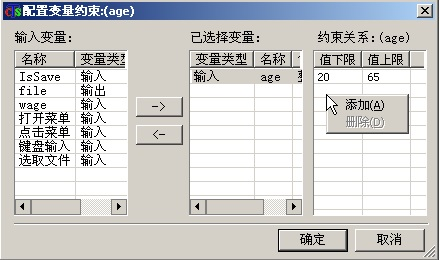 配置变量约束:(age)
输入变量: 已选择变量: 约束关系:(age)
名称 变量类型
IsSave 输入
file 输出
wage 输入
打开菜单 输入
点击菜单 输入
键盘输入 输入
选取文件 输入
-> 
<-
变量类型 名称
输入 age
值下限 值上限
20 65
添加(A)
删除(D)
确定 取消